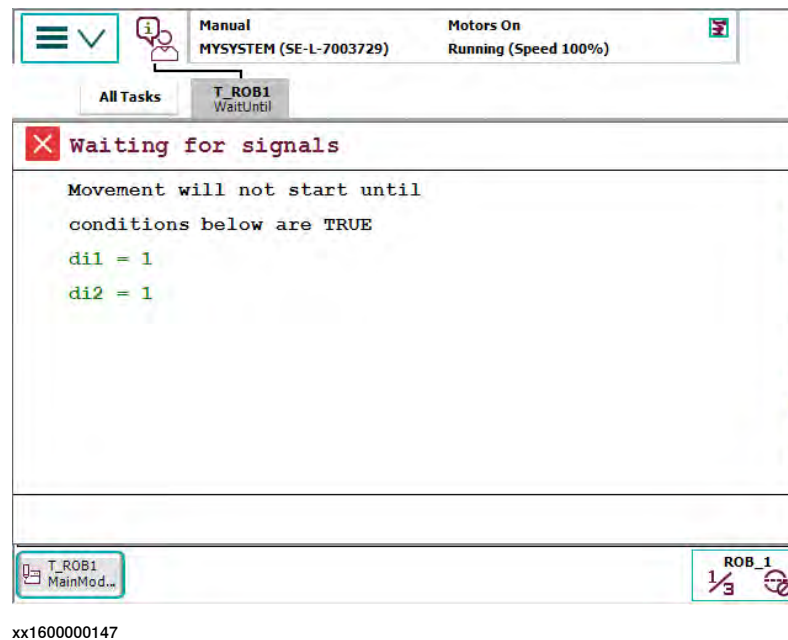 Manual
MYSYSTEM (SE-L-7003729)
Motors On
Running (Speed 100%)
All Tasks
T_ROB1
WaitUntil
Waiting for signals
Movement will not start until
conditions below are TRUE
di1 = 1
di2 = 1
T_ROB1
MainMod...
ROB_1
1/3
xx1600000147